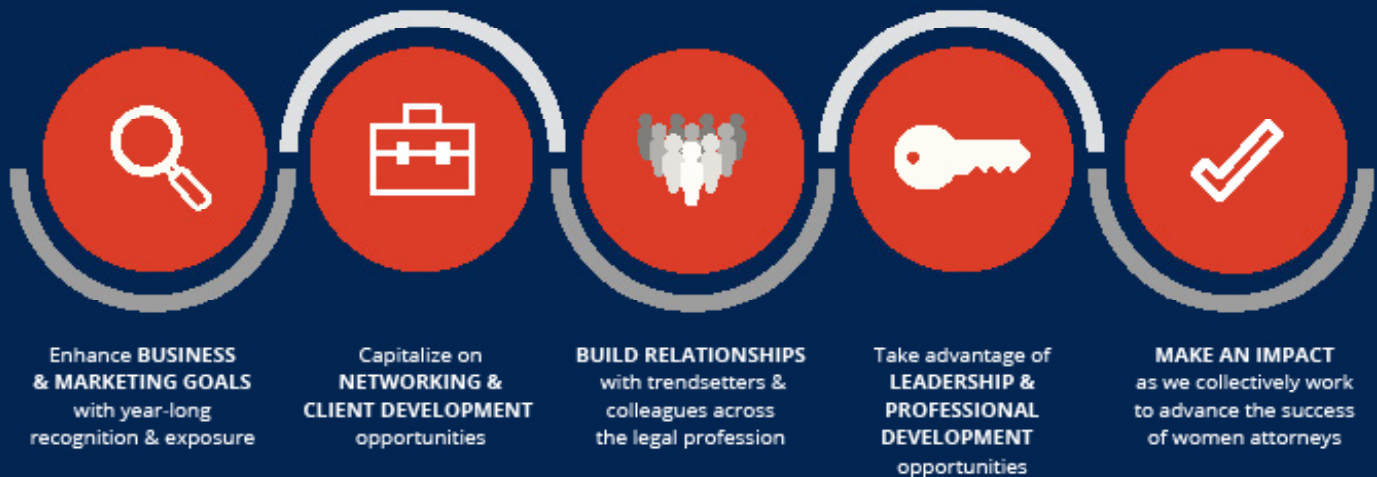 Enhance BUSINESS
& MARKETING GOALS
with year-long
recognition & exposure
Capitalize on
NETWORKING &
CLIENT DEVELOPMENT
opportunities
BUILD RELATIONSHIPS
with trendsetters &
colleagues across
the legal profession
Take advantage of
LEADERSHIP &
PROFESSIONAL
DEVELOPMENT
opportunities
MAKE AN IMPACT
as we collectively work
to advance the success
of women attorneys